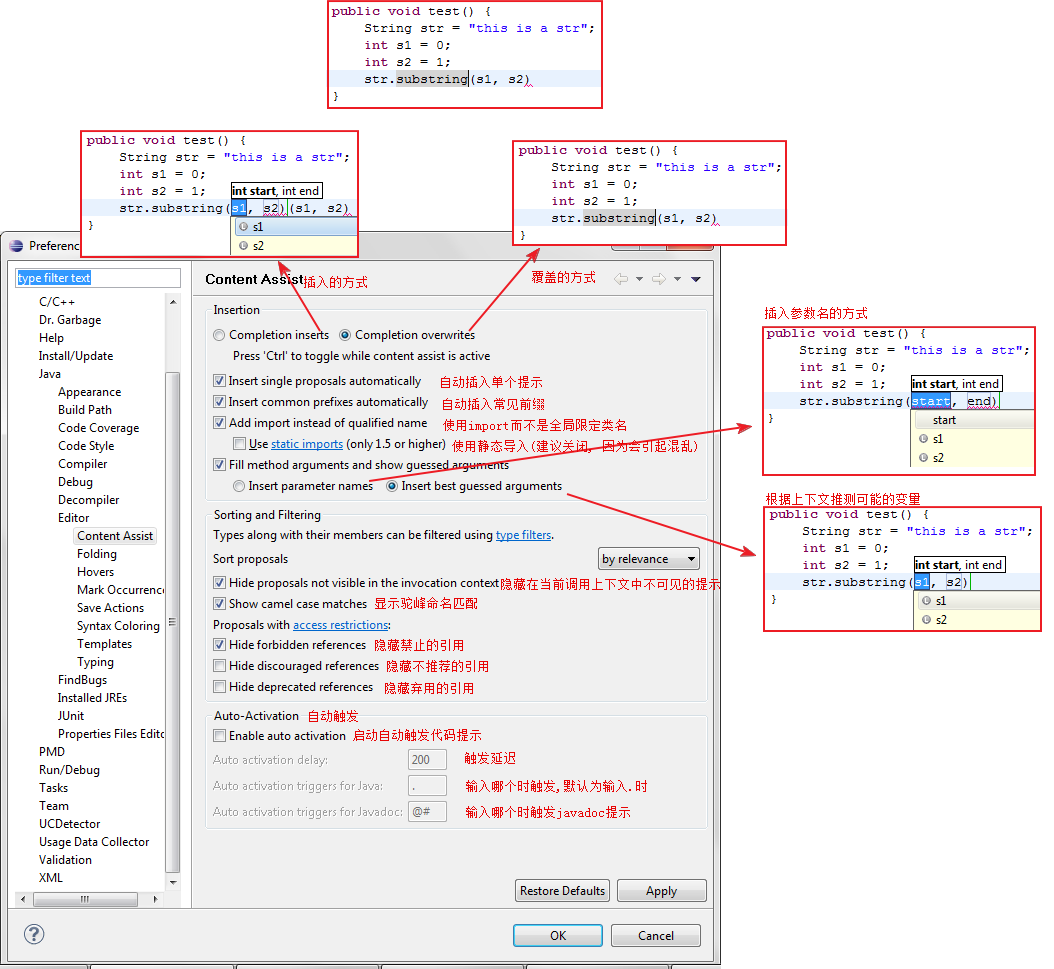 public void test() {
String str = "this is a str";
int s1 = 0;
int s2 = 1;
str.substring(s1, s2)
}
public void test() {
String str = "this is a str";
int s1 = 0;
int s2 = 1;
int start, int end
str.substring(s1, s2)(s1, s2)
}
s1
s2
public void test() {
String str = "this is a str";
int s1 = 0;
int s2 = 1;
str.substring(s1, s2)
}
Preferenc
type filter text
C/C++
Dr. Garbage
Help
Install/Update
Java
Appearance
Build Path
Code Coverage
Code Style
Compiler
Debug
Decompiler
Editor
Content Assist
Folding
Hovers
Mark Occurrenc
Save Actions
Syntax Coloring
Templates
Typing
FindBugs
Installed JREs
JUnit
Properties Files Edito
PMD
Run/Debug
Tasks
Team
UCDetector
Usage Data Collector
Validation
XML
Content Assist 插入的方式
覆盖的方式
Insertion
Completion inserts Completion overwrites
Press 'Ctrl' to toggle while content assist is active
Insert single proposals automatically 自动插入单个提示
Insert common prefixes automatically 自动插入常见前缀
Add import instead of qualified name 使用import而不是全局限定类名
Use static imports (only 1.5 or higher) 使用静态导入(建议关闭, 因为会引起混乱)
Fill method arguments and show guessed arguments
Insert parameter names Insert best guessed arguments
Sorting and Filtering
Types along with their members can be filtered using type filters.
Sort proposals by relevance
Hide proposals not visible in the invocation context 隐藏在当前调用上下文中不可见的提示
Show camel case matches 显示驼峰命名匹配
Proposals with access restrictions:
Hide forbidden references 隐藏禁止的引用
Hide discouraged references 隐藏不推荐的引用
Hide deprecated references 隐藏弃用的引用
Auto-Activation 自动触发
Enable auto activation 启动自动触发代码提示
Auto activation delay: 200 触发延迟
Auto activation triggers for Java: . 输入哪个时触发,默认为输入.时
Auto activation triggers for Javadoc: @# 输入哪个时触发javadoc提示
Restore Defaults Apply
? OK Cancel
插入参数名的方式
public void test() {
String str = "this is a str";
int s1 = 0;
int s2 = 1;
int start, int end
str.substring(start, end)
}
start
s1
s2
根据上下文推测可能的变量
public void test() {
String str = "this is a str";
int s1 = 0;
int s2 = 1;
int start, int end
str.substring(s1, s2)
}
s1
s2